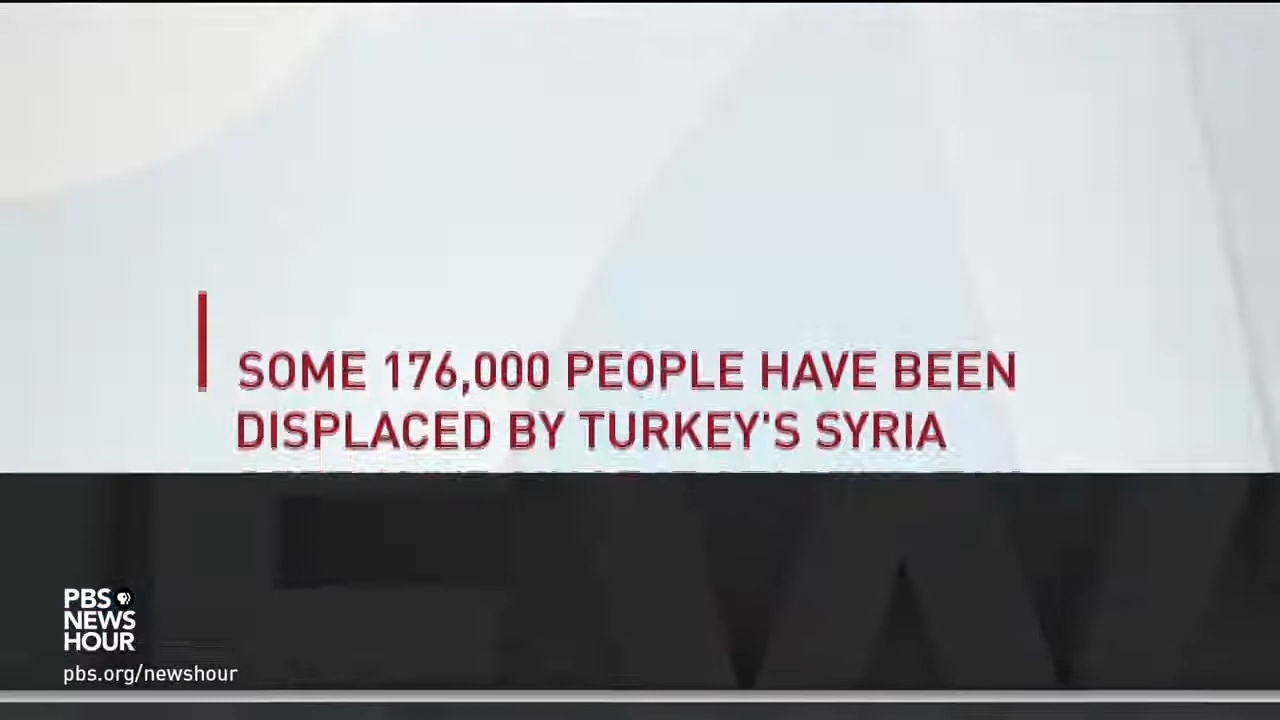 SOME 176,000 PEOPLE HAVE BEEN
DISPLACED BY TURKEY'S SYRIA
PBS
NEWS
HOUR
pbs.org/newshour